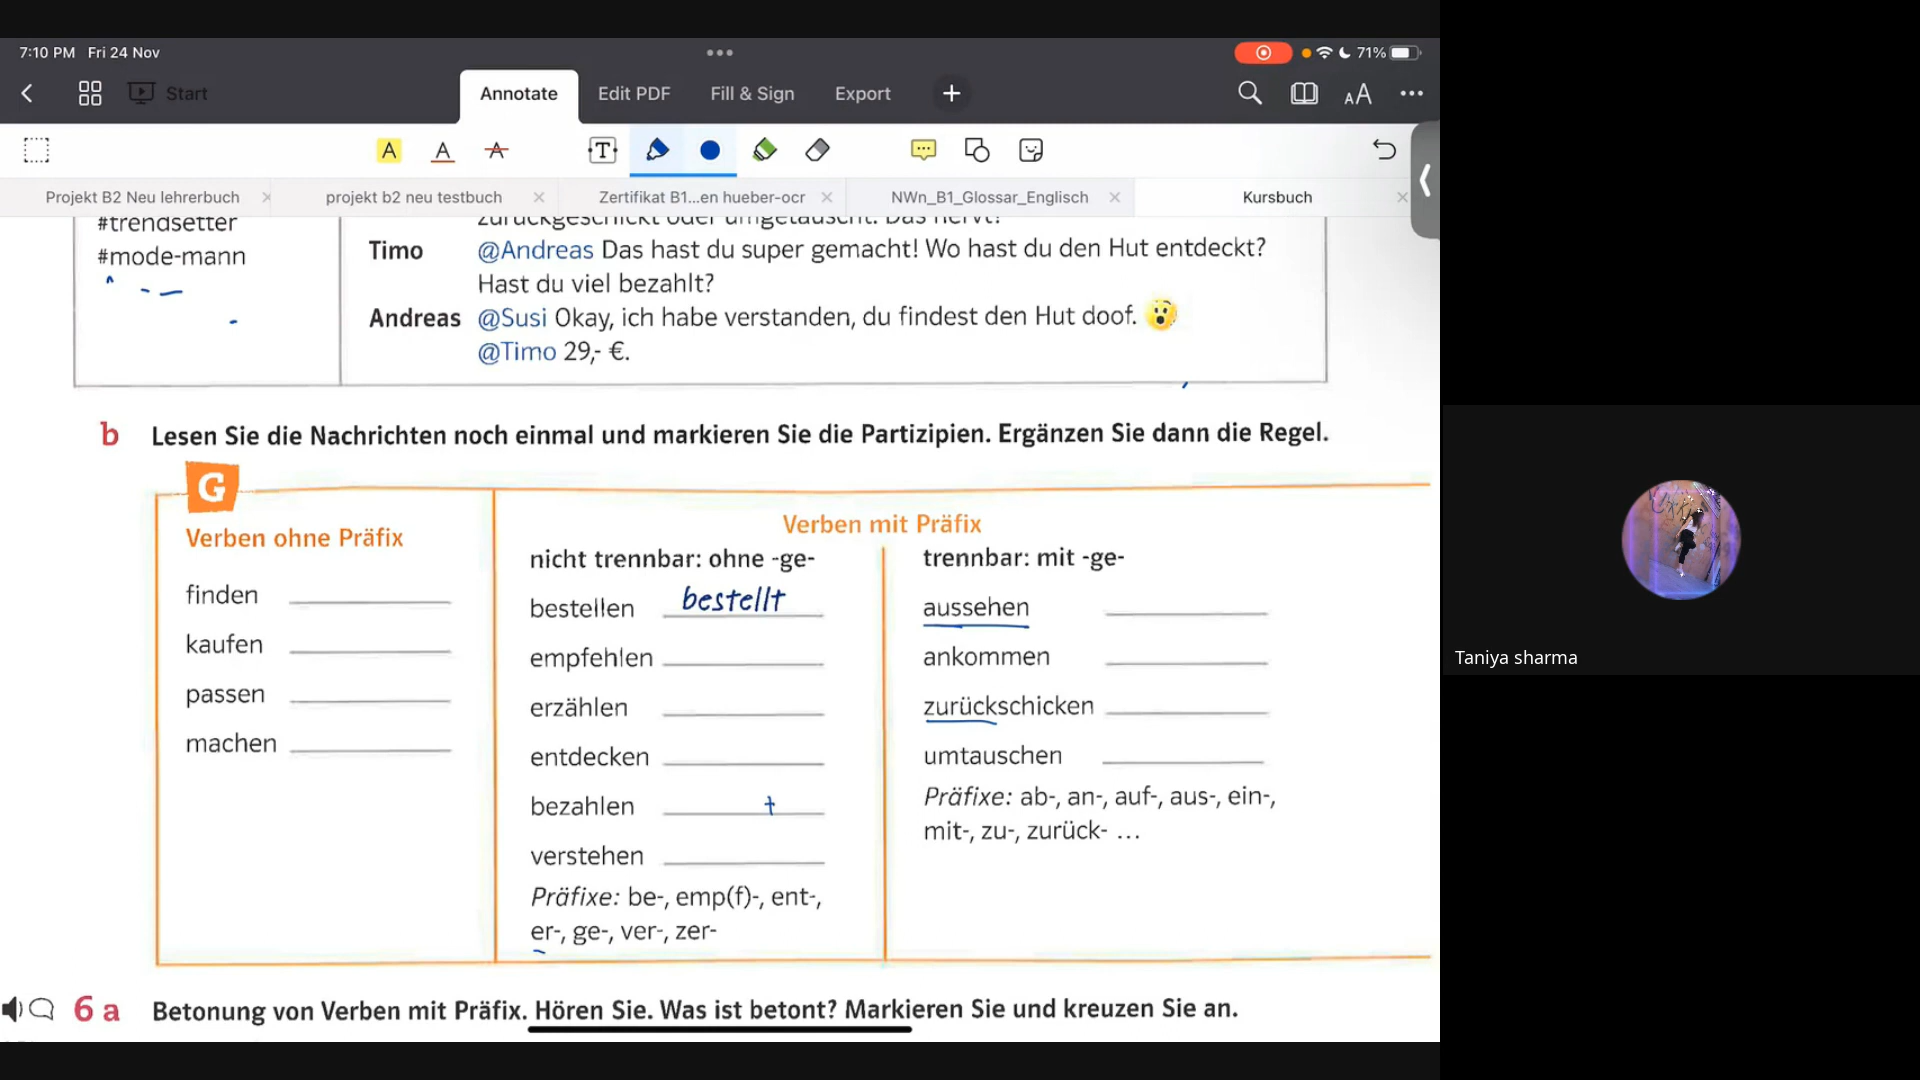 7:10 PM Fri 24 Nov
71%
Start
Annotate
Edit PDF
Fill & Sign
Export
Projekt B2 Neu lehrerbuch
projekt b2 neu testbuch
Zertifikat B1...en hueber-ocr
NWn_B1_Glossar_Englisch
Kursbuch
#trendsetter
#mode-mann
zurückgeschickt oder umgetauscht. Das nervt!
Timo @Andreas Das hast du super gemacht! Wo hast du den Hut entdeckt?
Hast du viel bezahlt?
Andreas @Susi Okay, ich habe verstanden, du findest den Hut doof.
@Timo 29,- €.
b Lesen Sie die Nachrichten noch einmal und markieren Sie die Partizipien. Ergänzen Sie dann die Regel.
G
Verben ohne Präfix
finden
kaufen
passen
machen
Verben mit Präfix
nicht trennbar: ohne -ge-
bestellen bestellt
empfehlen
erzählen
entdecken
bezahlen t
verstehen
Präfixe: be-, emp(f)-, ent-,
er-, ge-, ver-, zer-
trennbar: mit -ge-
aussehen
ankommen
zurückschicken
umtauschen
Präfixe: ab-, an-, auf-, aus-, ein-,
mit-, zu-, zurück- ...
6 a Betonung von Verben mit Präfix. Hören Sie. Was ist betont? Markieren Sie und kreuzen Sie an.
Taniya sharma